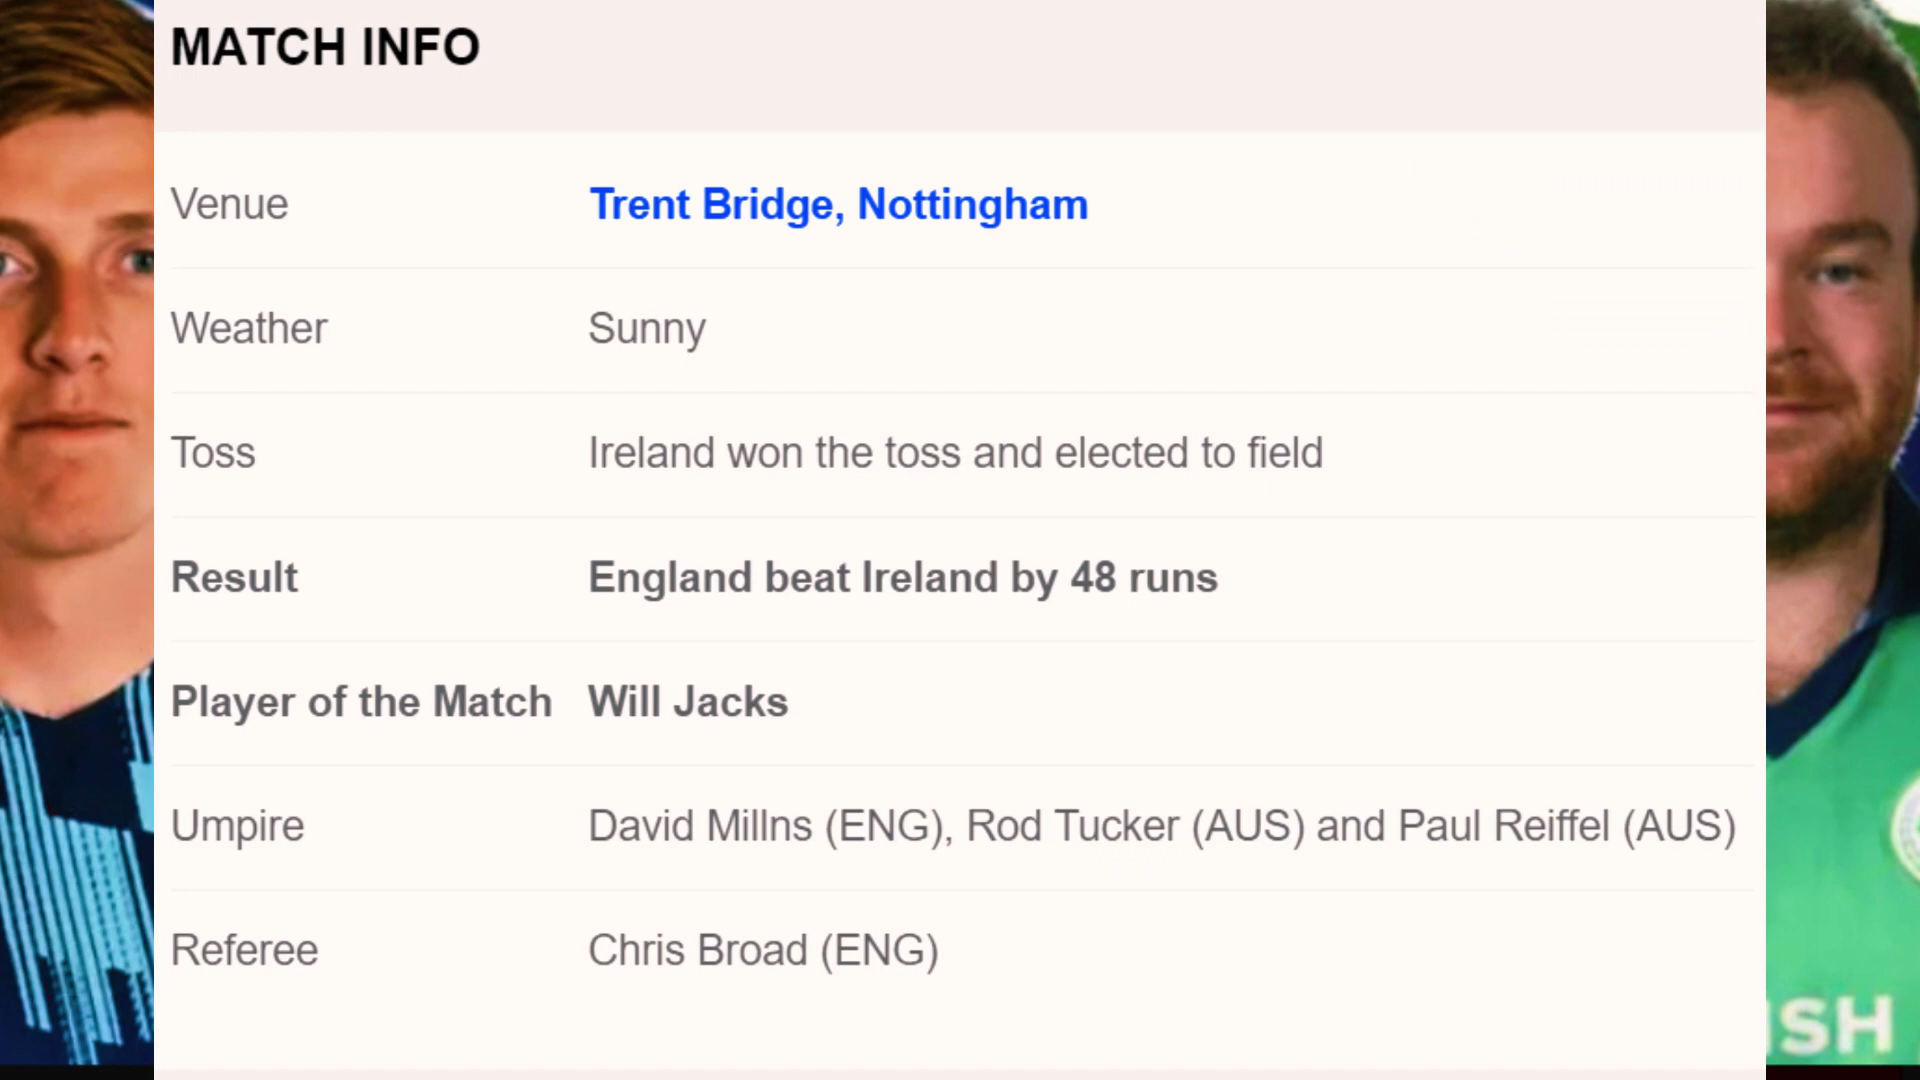 MATCH INFO
Venue Trent Bridge, Nottingham
Weather Sunny
Toss Ireland won the toss and elected to field
Result England beat Ireland by 48 runs
Player of the Match Will Jacks
Umpire David Millns (ENG), Rod Tucker (AUS) and Paul Reiffel (AUS)
Referee Chris Broad (ENG)
ISH